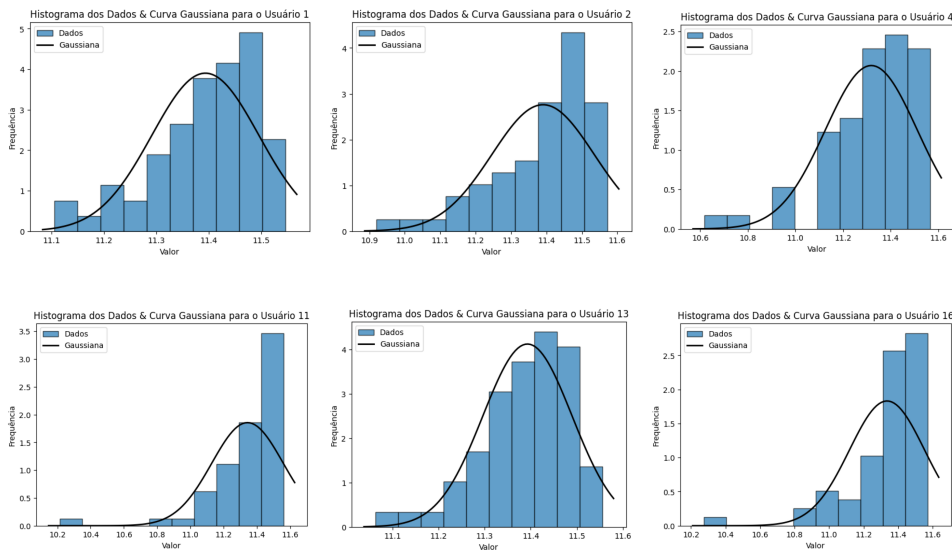 Histograma dos Dados & Curva Gaussiana para o Usuário 1
Dados
Gaussiana
Frequência
5
4
3
2
1
0
11.1 11.2 11.3 11.4 11.5
Valor
Histograma dos Dados & Curva Gaussiana para o Usuário 2
Dados
Gaussiana
Frequência
4
3
2
1
0
10.9 11.0 11.1 11.2 11.3 11.4 11.5 11.6
Valor
Histograma dos Dados & Curva Gaussiana para o Usuário 4
Dados
Gaussiana
Frequência
2.5
2.0
1.5
1.0
0.5
0.0
10.6 10.8 11.0 11.2 11.4 11.6
Valor
Histograma dos Dados & Curva Gaussiana para o Usuário 11
Dados
Gaussiana
Frequência
3.5
3.0
2.5
2.0
1.5
1.0
0.5
0.0
10.2 10.4 10.6 10.8 11.0 11.2 11.4 11.6
Valor
Histograma dos Dados & Curva Gaussiana para o Usuário 13
Dados
Gaussiana
Frequência
4
3
2
1
0
11.1 11.2 11.3 11.4 11.5
Valor
Histograma dos Dados & Curva Gaussiana para o Usuário 16
Dados
Gaussiana
Frequência
3.0
2.5
2.0
1.5
1.0
0.5
0.0
10.2 10.4 10.6 10.8 11.0 11.2 11.4 11.6
Valor